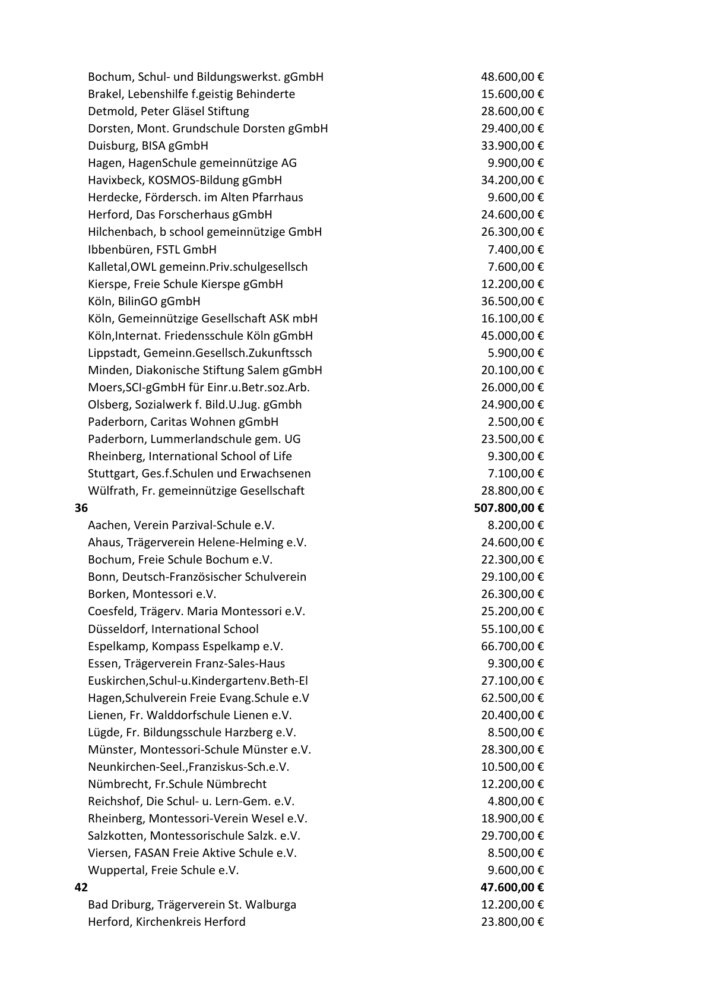 Bochum, Schul- und Bildungswerkst. gGmbH 48.600,00 €
Brakel, Lebenshilfe f.geistig Behinderte 15.600,00 €
Detmold, Peter Gläsel Stiftung 28.600,00 €
Dorsten, Mont. Grundschule Dorsten gGmbH 29.400,00 €
Duisburg, BISA gGmbH 33.900,00 €
Hagen, HagenSchule gemeinnützige AG 9.900,00 €
Havixbeck, KOSMOS-Bildung gGmbH 34.200,00 €
Herdecke, Fördersch. im Alten Pfarrhaus 9.600,00 €
Herford, Das Forscherhaus gGmbH 24.600,00 €
Hilchenbach, b school gemeinnützige GmbH 26.300,00 €
Ibbenbüren, FSTL GmbH 7.400,00 €
Kalletal,OWL gemeinn.Priv.schulgesellsch 7.600,00 €
Kierspe, Freie Schule Kierspe gGmbH 12.200,00 €
Köln, BilinGO gGmbH 36.500,00 €
Köln, Gemeinnützige Gesellschaft ASK mbH 16.100,00 €
Köln,Internat. Friedensschule Köln gGmbH 45.000,00 €
Lippstadt, Gemeinn.Gesellsch.Zukunftssch 5.900,00 €
Minden, Diakonische Stiftung Salem gGmbH 20.100,00 €
Moers,SCI-gGmbH für Einr.u.Betr.soz.Arb. 26.000,00 €
Olsberg, Sozialwerk f. Bild.U.Jug. gGmbh 24.900,00 €
Paderborn, Caritas Wohnen gGmbH 2.500,00 €
Paderborn, Lummerlandschule gem. UG 23.500,00 €
Rheinberg, International School of Life 9.300,00 €
Stuttgart, Ges.f.Schulen und Erwachsenen 7.100,00 €
Wülfrath, Fr. gemeinnützige Gesellschaft 28.800,00 €
36 507.800,00 €
Aachen, Verein Parzival-Schule e.V. 8.200,00 €
Ahaus, Trägerverein Helene-Helming e.V. 24.600,00 €
Bochum, Freie Schule Bochum e.V. 22.300,00 €
Bonn, Deutsch-Französischer Schulverein 29.100,00 €
Borken, Montessori e.V. 26.300,00 €
Coesfeld, Trägerv. Maria Montessori e.V. 25.200,00 €
Düsseldorf, International School 55.100,00 €
Espelkamp, Kompass Espelkamp e.V. 66.700,00 €
Essen, Trägerverein Franz-Sales-Haus 9.300,00 €
Euskirchen,Schul-u.Kindergartenv.Beth-El 27.100,00 €
Hagen,Schulverein Freie Evang.Schule e.V 62.500,00 €
Lienen, Fr. Walddorfschule Lienen e.V. 20.400,00 €
Lügde, Fr. Bildungsschule Harzberg e.V. 8.500,00 €
Münster, Montessori-Schule Münster e.V. 28.300,00 €
Neunkirchen-Seel.,Franziskus-Sch.e.V. 10.500,00 €
Nümbrecht, Fr.Schule Nümbrecht 12.200,00 €
Reichshof, Die Schul- u. Lern-Gem. e.V. 4.800,00 €
Rheinberg, Montessori-Verein Wesel e.V. 18.900,00 €
Salzkotten, Montessorischule Salzk. e.V. 29.700,00 €
Viersen, FASAN Freie Aktive Schule e.V. 8.500,00 €
Wuppertal, Freie Schule e.V. 9.600,00 €
42 47.600,00 €
Bad Driburg, Trägerverein St. Walburga 12.200,00 €
Herford, Kirchenkreis Herford 23.800,00 €